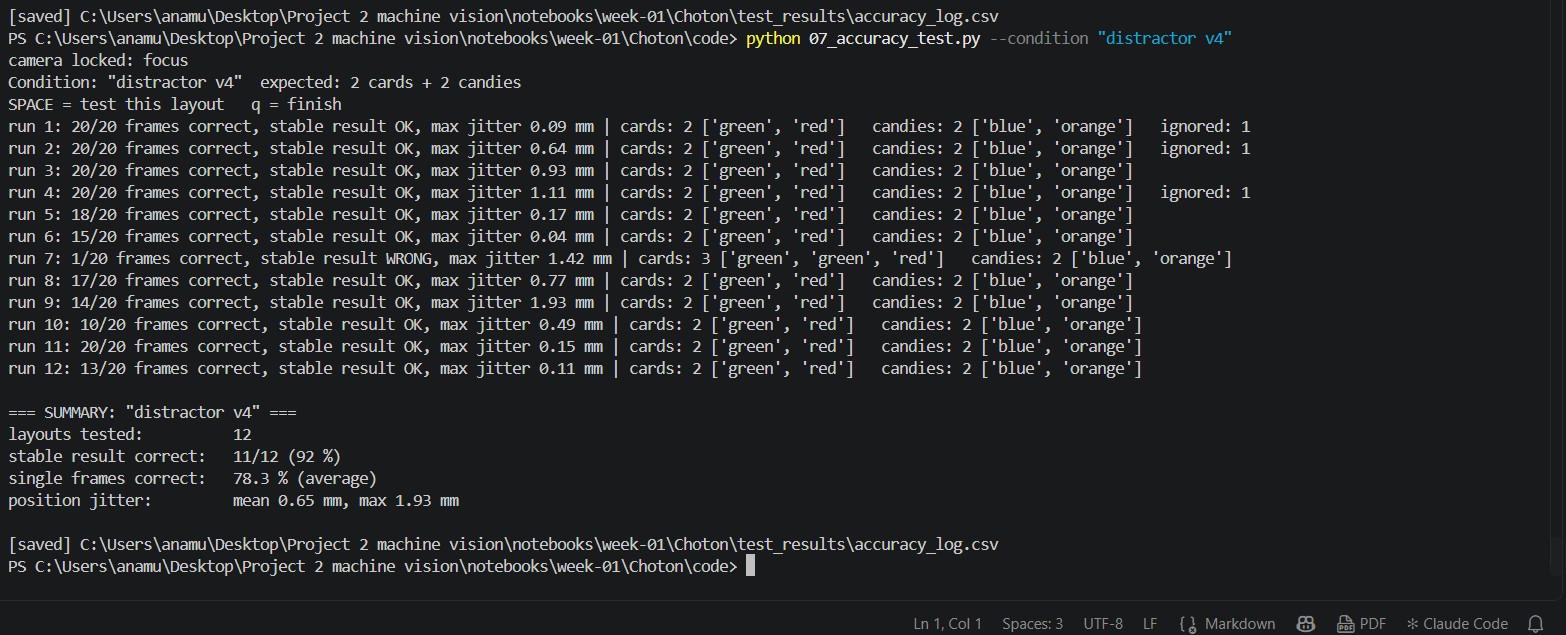 [saved] C:\Users\anamu\Desktop\Project 2 machine vision\notebooks\week-01\Choton\test_results\accuracy_log.csv
PS C:\Users\anamu\Desktop\Project 2 machine vision\notebooks\week-01\Choton\code> python 07_accuracy_test.py --condition "distractor v4"
camera locked: focus
Condition: "distractor v4"  expected: 2 cards + 2 candies
SPACE = test this layout   q = finish
run 1: 20/20 frames correct, stable result OK, max jitter 0.09 mm | cards: 2 ['green', 'red']   candies: 2 ['blue', 'orange']   ignored: 1
run 2: 20/20 frames correct, stable result OK, max jitter 0.64 mm | cards: 2 ['green', 'red']   candies: 2 ['blue', 'orange']   ignored: 1
run 3: 20/20 frames correct, stable result OK, max jitter 0.93 mm | cards: 2 ['green', 'red']   candies: 2 ['blue', 'orange']
run 4: 20/20 frames correct, stable result OK, max jitter 1.11 mm | cards: 2 ['green', 'red']   candies: 2 ['blue', 'orange']   ignored: 1
run 5: 18/20 frames correct, stable result OK, max jitter 0.17 mm | cards: 2 ['green', 'red']   candies: 2 ['blue', 'orange']
run 6: 15/20 frames correct, stable result OK, max jitter 0.04 mm | cards: 2 ['green', 'red']   candies: 2 ['blue', 'orange']
run 7: 1/20 frames correct, stable result WRONG, max jitter 1.42 mm | cards: 3 ['green', 'green', 'red']   candies: 2 ['blue', 'orange']
run 8: 17/20 frames correct, stable result OK, max jitter 0.77 mm | cards: 2 ['green', 'red']   candies: 2 ['blue', 'orange']
run 9: 14/20 frames correct, stable result OK, max jitter 1.93 mm | cards: 2 ['green', 'red']   candies: 2 ['blue', 'orange']
run 10: 10/20 frames correct, stable result OK, max jitter 0.49 mm | cards: 2 ['green', 'red']   candies: 2 ['blue', 'orange']
run 11: 20/20 frames correct, stable result OK, max jitter 0.15 mm | cards: 2 ['green', 'red']   candies: 2 ['blue', 'orange']
run 12: 13/20 frames correct, stable result OK, max jitter 0.11 mm | cards: 2 ['green', 'red']   candies: 2 ['blue', 'orange']
=== SUMMARY: "distractor v4" ===
layouts tested:          12
stable result correct:   11/12 (92 %)
single frames correct:   78.3 % (average)
position jitter:         mean 0.65 mm, max 1.93 mm
[saved] C:\Users\anamu\Desktop\Project 2 machine vision\notebooks\week-01\Choton\test_results\accuracy_log.csv
PS C:\Users\anamu\Desktop\Project 2 machine vision\notebooks\week-01\Choton\code>
Ln 1, Col 1   Spaces: 3   UTF-8   LF   {} Markdown   PDF   Claude Code